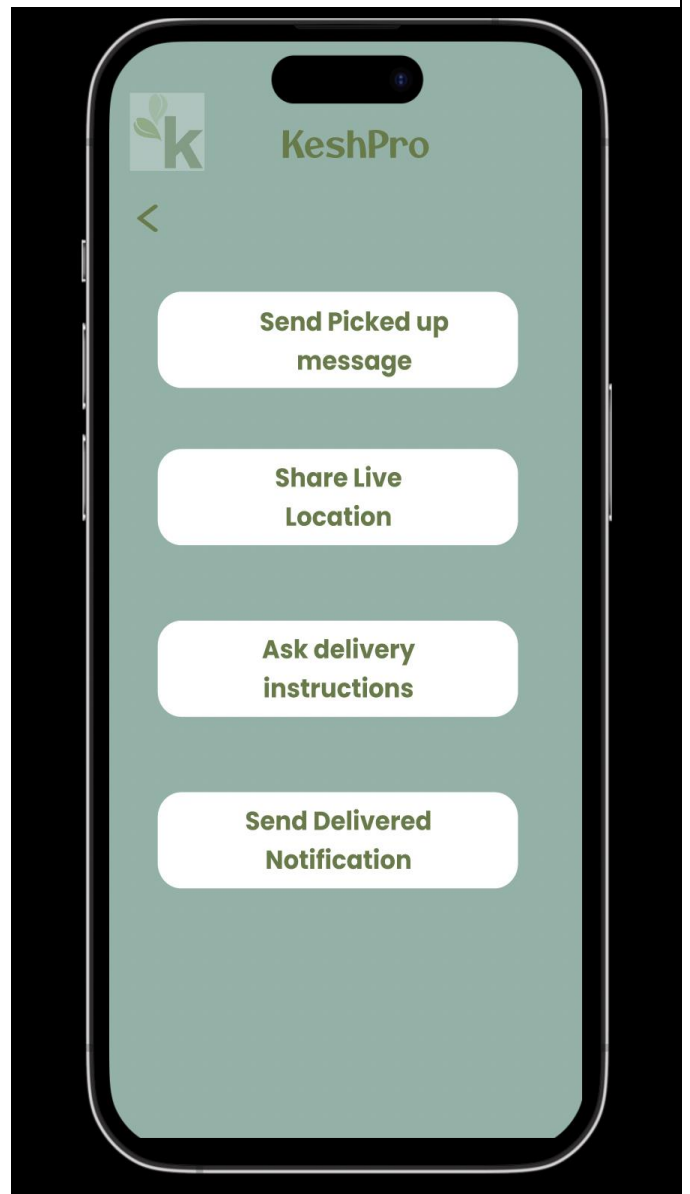 k
KeshPro
<
Send Picked up
message
Share Live
Location
Ask delivery
instructions
Send Delivered
Notification